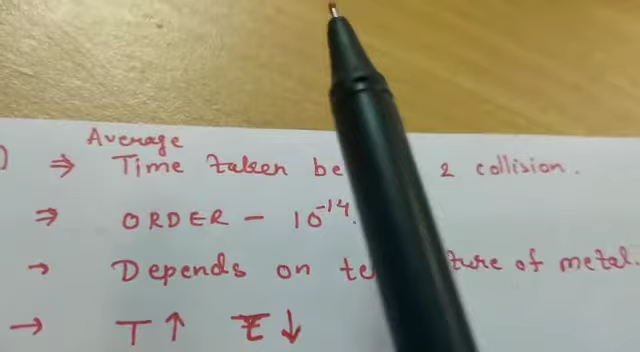 Average
⇒ Time taken be 2 collision.
⇒ ORDER – 10⁻¹⁴.
→ Depends on te ture of metal.
→ T↑ τ↓